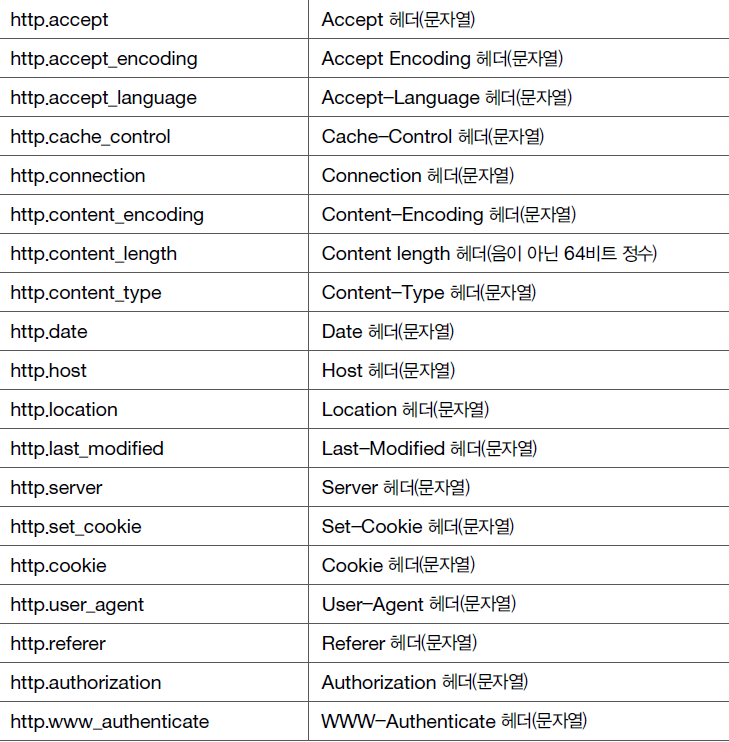 http.accept Accept 헤더(문자열)
http.accept_encoding Accept Encoding 헤더(문자열)
http.accept_language Accept–Language 헤더(문자열)
http.cache_control Cache–Control 헤더(문자열)
http.connection Connection 헤더(문자열)
http.content_encoding Content–Encoding 헤더(문자열)
http.content_length Content length 헤더(음이 아닌 64비트 정수)
http.content_type Content–Type 헤더(문자열)
http.date Date 헤더(문자열)
http.host Host 헤더(문자열)
http.location Location 헤더(문자열)
http.last_modified Last–Modified 헤더(문자열)
http.server Server 헤더(문자열)
http.set_cookie Set–Cookie 헤더(문자열)
http.cookie Cookie 헤더(문자열)
http.user_agent User–Agent 헤더(문자열)
http.referer Referer 헤더(문자열)
http.authorization Authorization 헤더(문자열)
http.www_authenticate WWW–Authenticate 헤더(문자열)